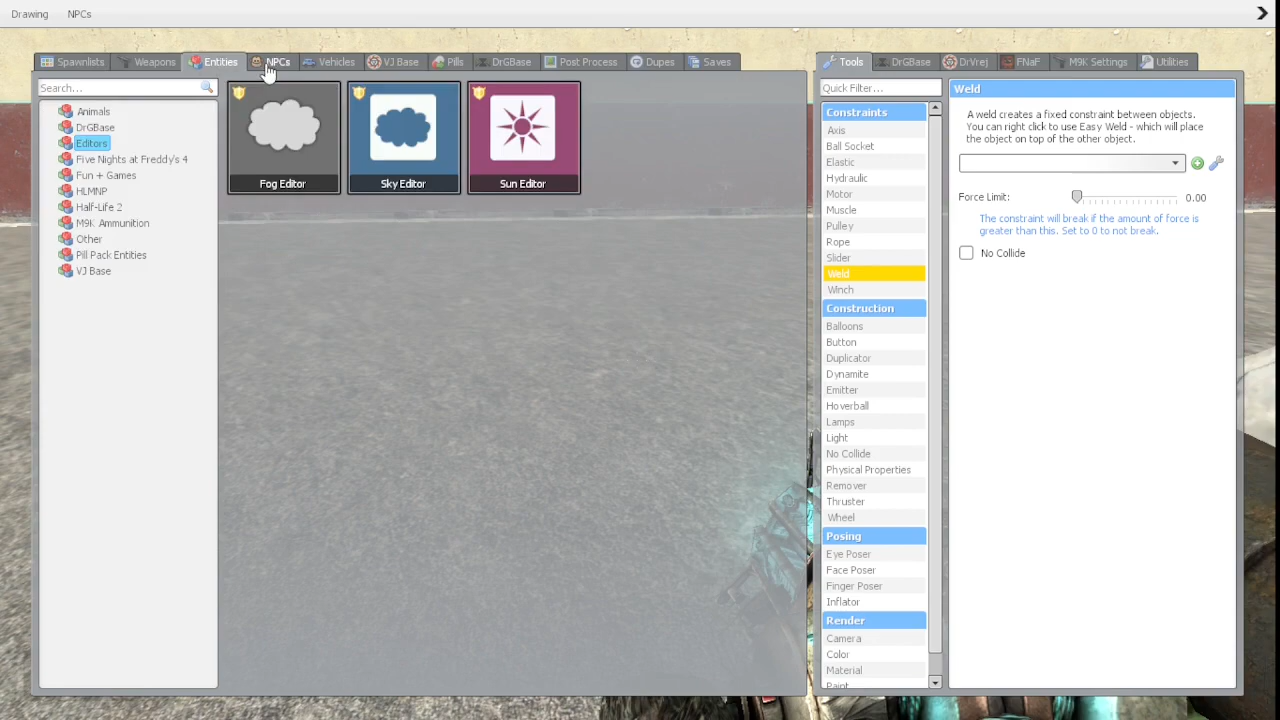 Drawing NPCs
Spawnlists Weapons Entities NPCs Vehicles VJ Base Pills DrGBase Post Process Dupes Saves
Search...
Animals
DrGBase
Editors
Five Nights at Freddy's 4
Fun + Games
HLMNP
Half-Life 2
M9K Ammunition
Other
Pill Pack Entities
VJ Base
Fog Editor
Sky Editor
Sun Editor
Tools DrGBase DrVrej FNaF M9K Settings Utilities
Quick Filter...
Constraints
Axis
Ball Socket
Elastic
Hydraulic
Motor
Muscle
Pulley
Rope
Slider
Weld
Winch
Construction
Balloons
Button
Duplicator
Dynamite
Emitter
Hoverball
Lamps
Light
No Collide
Physical Properties
Remover
Thruster
Wheel
Posing
Eye Poser
Face Poser
Finger Poser
Inflator
Render
Camera
Color
Material
Paint
Weld
A weld creates a fixed constraint between objects.
You can right click to use Easy Weld - which will place
the object on top of the other object.
Force Limit: 0.00
The constraint will break if the amount of force is
greater than this. Set to 0 to not break.
No Collide